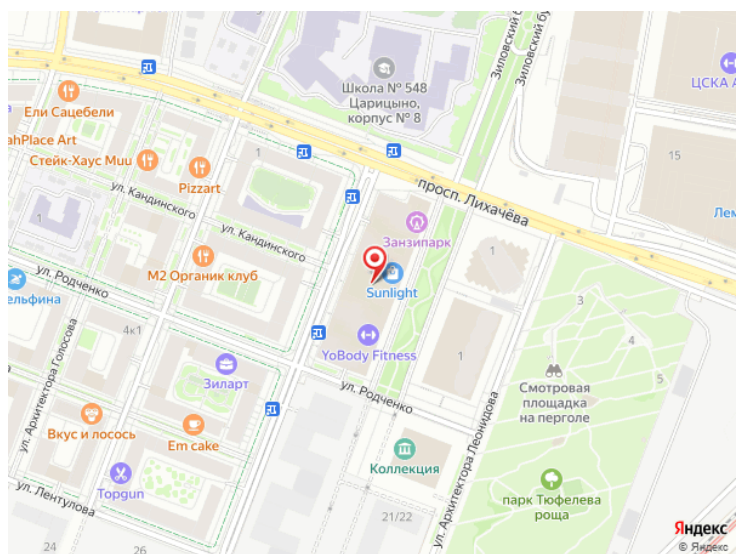 Зиловский бул
Зиловский бу
ЦСКА А
Школа № 548
Царицыно,
корпус № 8
Ели Сацебели
ahPlace Art
Стейк-Хаус Muu
Pizzart
1
15
просп. Лихачёва
ул. Кандинского
ул. Кандинского
Занзипарк
Лем
1
1
М2 Органик клуб
Sunlight
ул. Родченко
ельфина
3
4к1
YoBody Fitness
4
1
5
Зиларт
ул. Родченко
Смотровая
площадка
на перголе
ул. Архитектора Голосова
Вкус и лосось
Em cake
Коллекция
ул. Архитектора Леонидова
Topgun
парк Тюфелева
роща
ул. Лентулова
21/22
24
26
Яндекс
© Яндекс